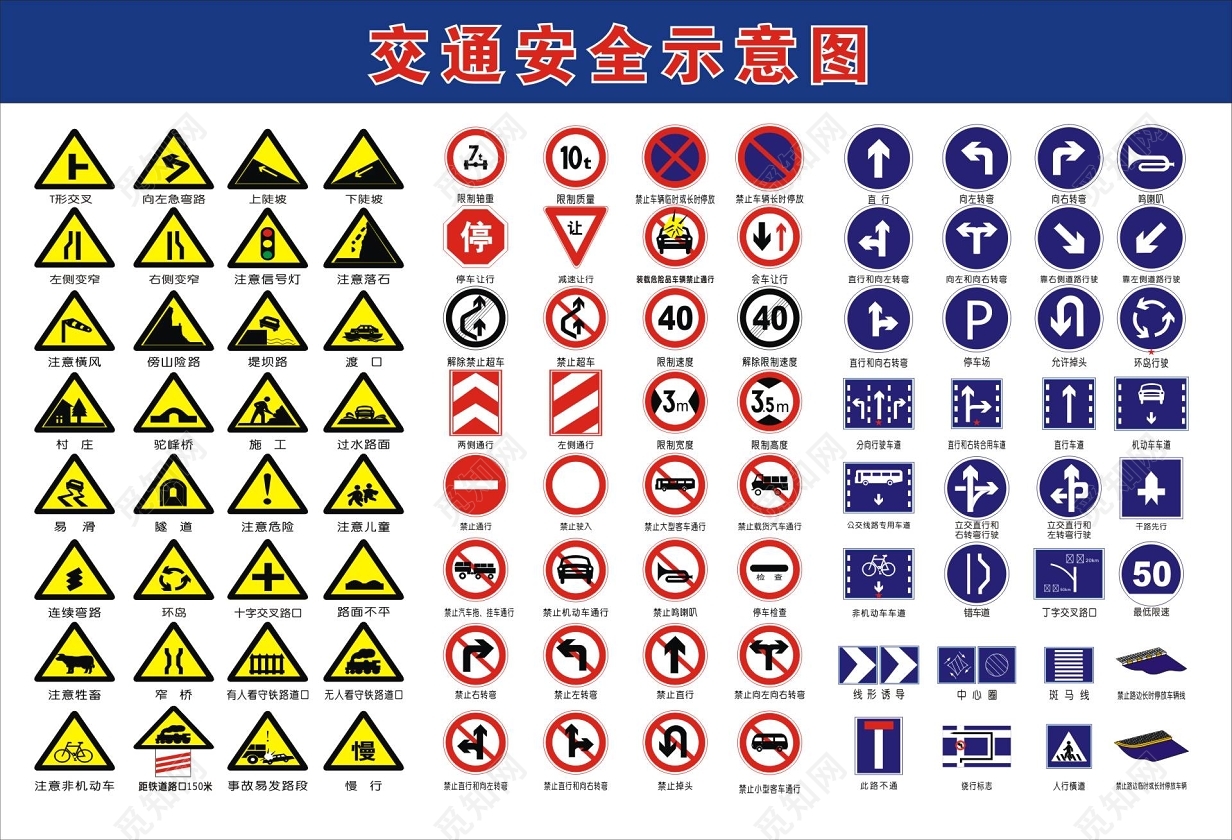 交通安全示意图
T形交叉 向左急弯路 上陡坡 下陡坡
7t 10t
限制轴重 限制质量 禁止车辆临时或长时停放 禁止车辆长时停放
直行 向左转弯 向右转弯 鸣喇叭
停 让
左侧变窄 右侧变窄 注意信号灯 注意落石
停车让行 减速让行 装载危险品车辆禁止通行 会车让行
直行和向左转弯 向左和向右转弯 靠右侧道路行驶 靠左侧道路行驶
40 40 P
注意横风 傍山险路 堤坝路 渡口
解除禁止超车 禁止超车 限制速度 解除限制速度
直行和向右转弯 停车场 允许掉头 环岛行驶
3m 3.5m
村庄 驼峰桥 施工 过水路面
两侧通行 左侧通行 限制宽度 限制高度
分向行驶车道 直行和右转合用车道 直行车道 机动车车道
易滑 隧道 注意危险 注意儿童
禁止通行 禁止驶入 禁止大型客车通行 禁止载货汽车通行
公交线路专用车道 立交直行和
右转弯行驶 立交直行和
左转弯行驶 干路先行
检查 20km 50
连续弯路 环岛 十字交叉路口 路面不平
禁止汽车拖、挂车通行 禁止机动车通行 禁止鸣喇叭 停车检查
非机动车车道 错车道 丁字交叉路口 最低限速
注意牲畜 窄桥 有人看守铁路道口 无人看守铁路道口
禁止右转弯 禁止左转弯 禁止直行 禁止向左向右转弯
线形诱导 中心圈 斑马线 禁止路边长时停放车辆线
慢
注意非机动车 距铁道路口150米 事故易发路段 慢行
禁止直行和向左转弯 禁止直行和向右转弯 禁止掉头 禁止小型客车通行
此路不通 绕行标志 人行横道 禁止路边临时或长时停放车辆
觅知网